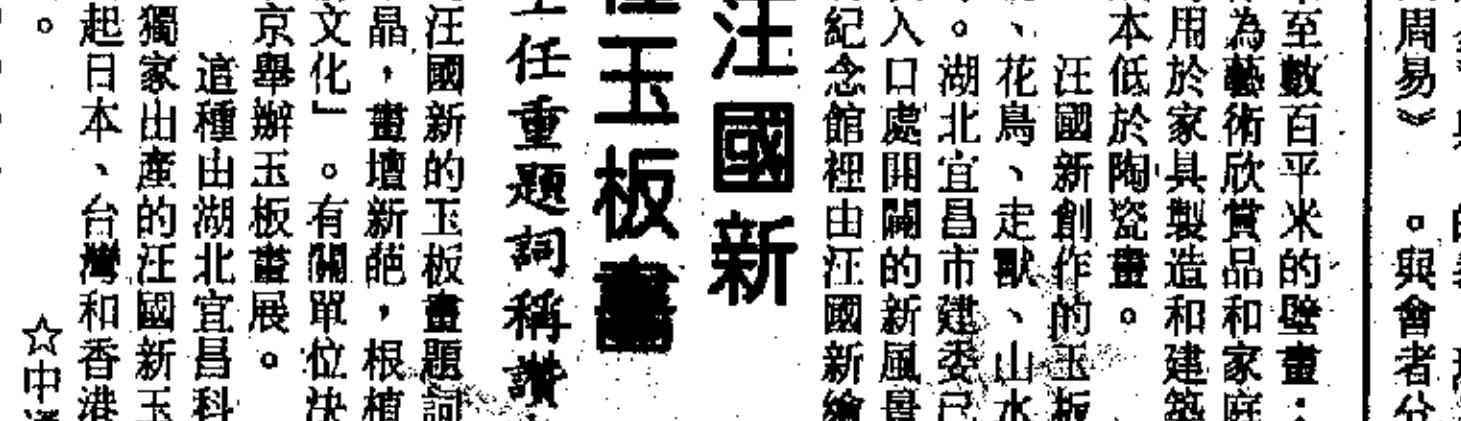 周易》。與會者分
至數百平米的壁畫；
為藝術欣賞品和家庭
用於家具製造和建築
本低於陶瓷畫。
汪國新創作的玉板
、花鳥、走獸、山水
。湖北宜昌市建委已
入口處開闢的新風景
紀念館裡由汪國新繪
汪國新
玉板畫
任重題詞稱讚
汪國新的玉板畫題詞
晶，畫壇新葩，根植
文化」。有關單位決
京舉辦玉板畫展。
這種由湖北宜昌科
獨家出產的汪國新玉
起日本、台灣和香港
。
☆中